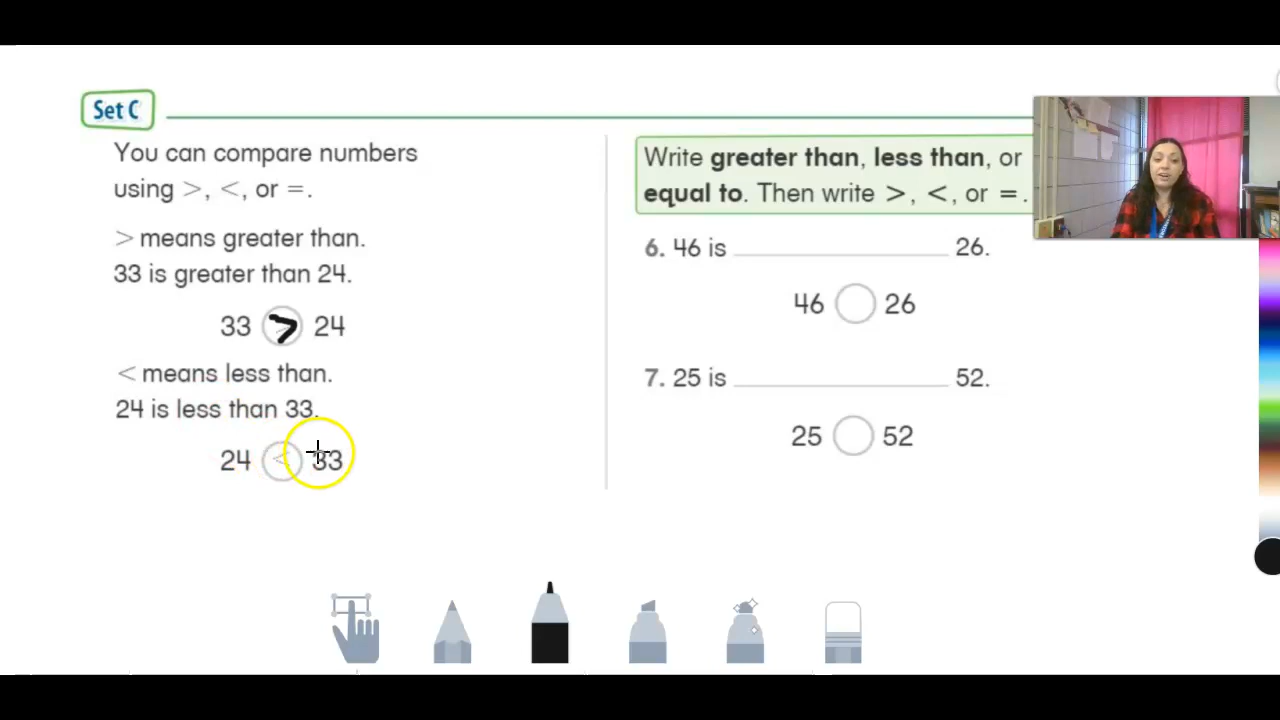 Set C
You can compare numbers
using >, <, or =.
> means greater than.
33 is greater than 24.
33 > 24
< means less than.
24 is less than 33.
24 < 33
Write greater than, less than, or
equal to. Then write >, <, or =.
6. 46 is ____________ 26.
46 ◯ 26
7. 25 is ____________ 52.
25 ◯ 52